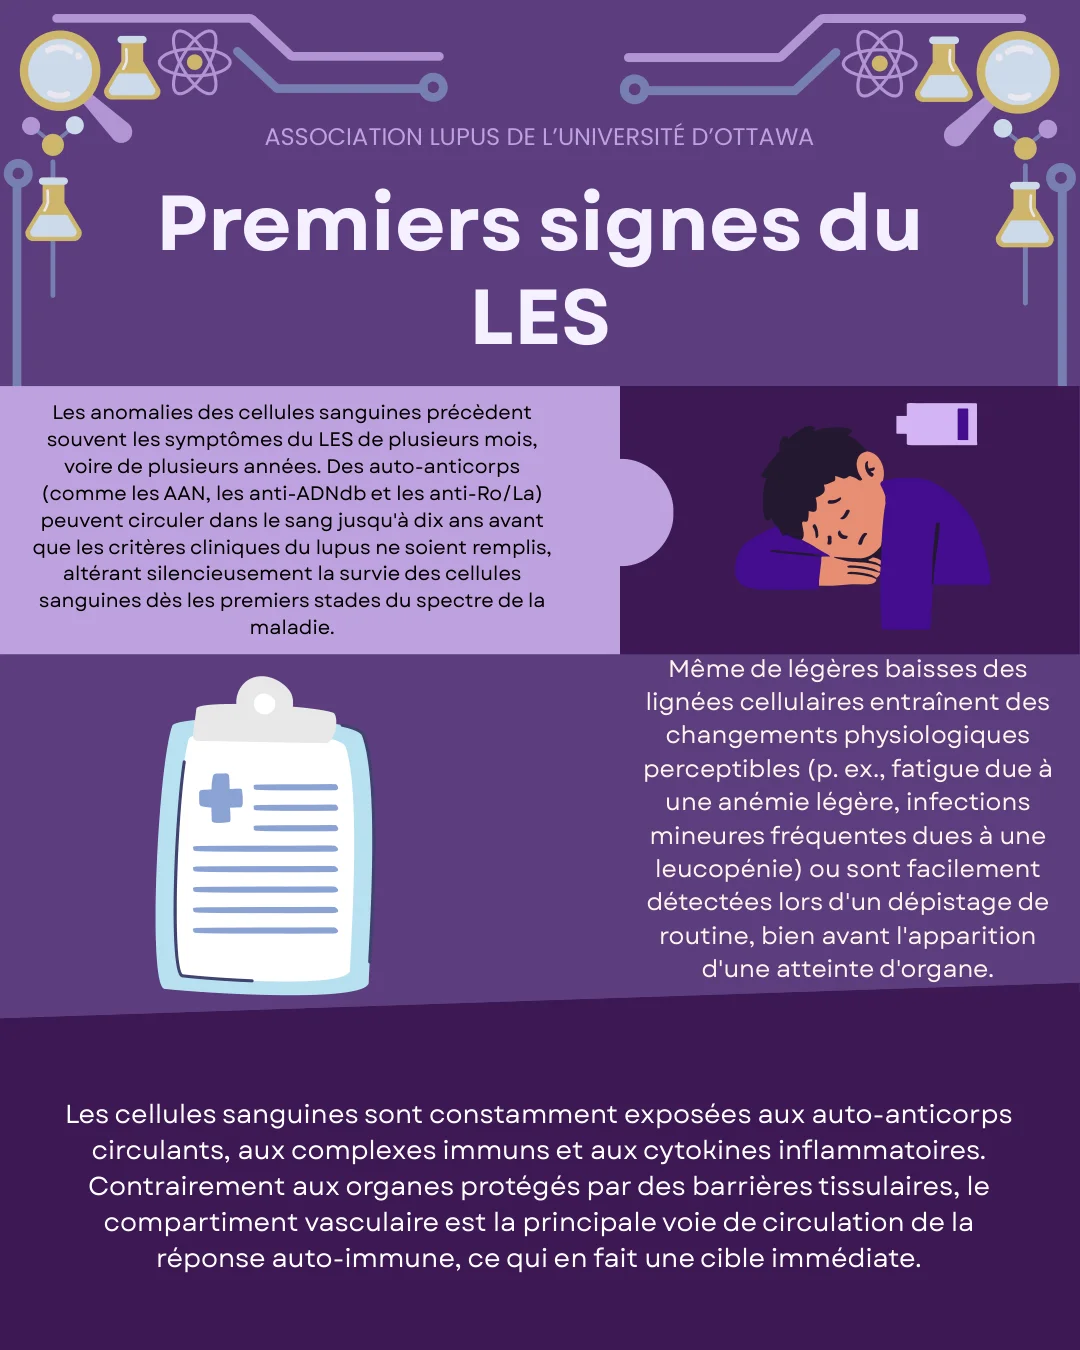 ASSOCIATION LUPUS DE L’UNIVERSITÉ D’OTTAWA
Premiers signes du
LES
Les anomalies des cellules sanguines précèdent
souvent les symptômes du LES de plusieurs mois,
voire de plusieurs années. Des auto-anticorps
(comme les AAN, les anti-ADNdb et les anti-Ro/La)
peuvent circuler dans le sang jusqu'à dix ans avant
que les critères cliniques du lupus ne soient remplis,
altérant silencieusement la survie des cellules
sanguines dès les premiers stades du spectre de la
maladie.
Même de légères baisses des
lignées cellulaires entraînent des
changements physiologiques
perceptibles (p. ex., fatigue due à
une anémie légère, infections
mineures fréquentes dues à une
leucopénie) ou sont facilement
détectées lors d'un dépistage de
routine, bien avant l'apparition
d'une atteinte d'organe.
Les cellules sanguines sont constamment exposées aux auto-anticorps
circulants, aux complexes immuns et aux cytokines inflammatoires.
Contrairement aux organes protégés par des barrières tissulaires, le
compartiment vasculaire est la principale voie de circulation de la
réponse auto-immune, ce qui en fait une cible immédiate.